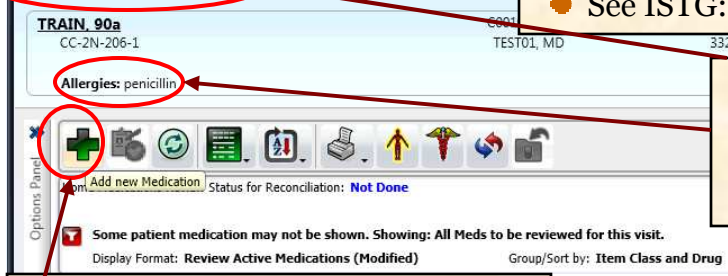 See ISTG:
TRAIN, 90a
CC-2N-206-1
TEST01, MD
332
Allergies: penicillin
Options Panel
Add new Medication
Status for Reconciliation: Not Done
Some patient medication may not be shown. Showing: All Meds to be reviewed for this visit.
Display Format: Review Active Medications (Modified) Group/Sort by: Item Class and Drug